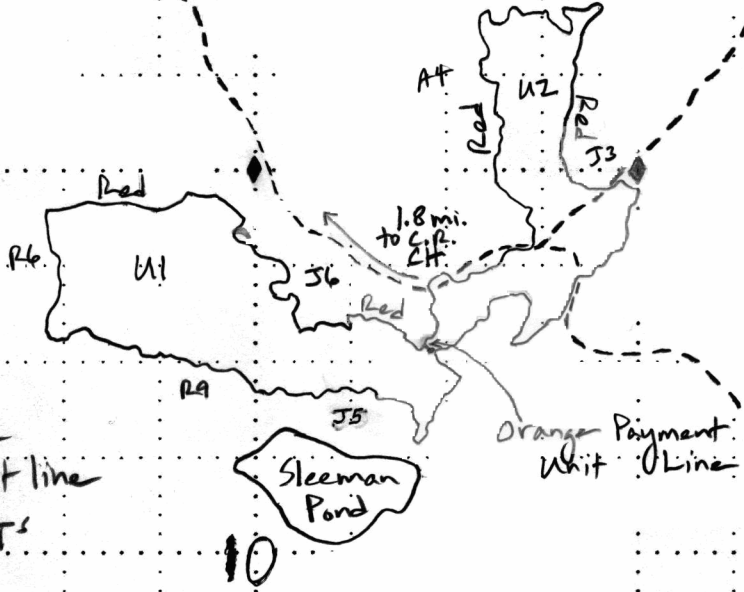 A4
U2
Red
Red
J3
Red
1.8 mi.
to C.R.
CH
R6
U1
J6
Red
R9
J5
Orange Payment
Unit Line
t line
Sleeman
Pond
10